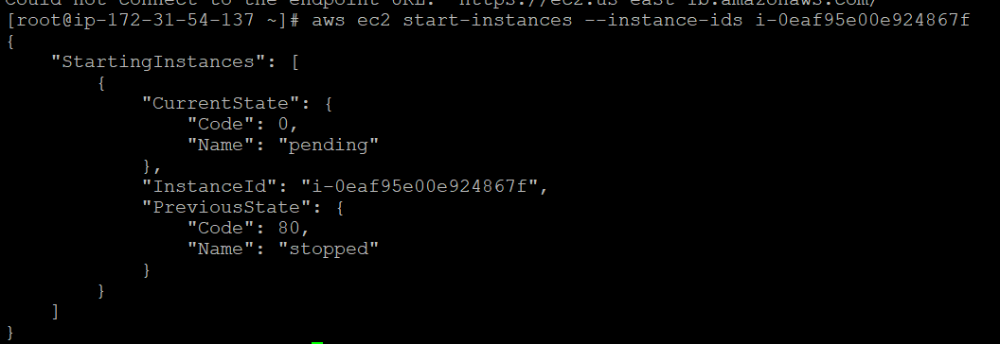 Could not connect to the endpoint URL: "https://ec2.us-east-1b.amazonaws.com/"
[root@ip-172-31-54-137 ~]# aws ec2 start-instances --instance-ids i-0eaf95e00e924867f
{
    "StartingInstances": [
        {
            "CurrentState": {
                "Code": 0,
                "Name": "pending"
            },
            "InstanceId": "i-0eaf95e00e924867f",
            "PreviousState": {
                "Code": 80,
                "Name": "stopped"
            }
        }
    ]
}